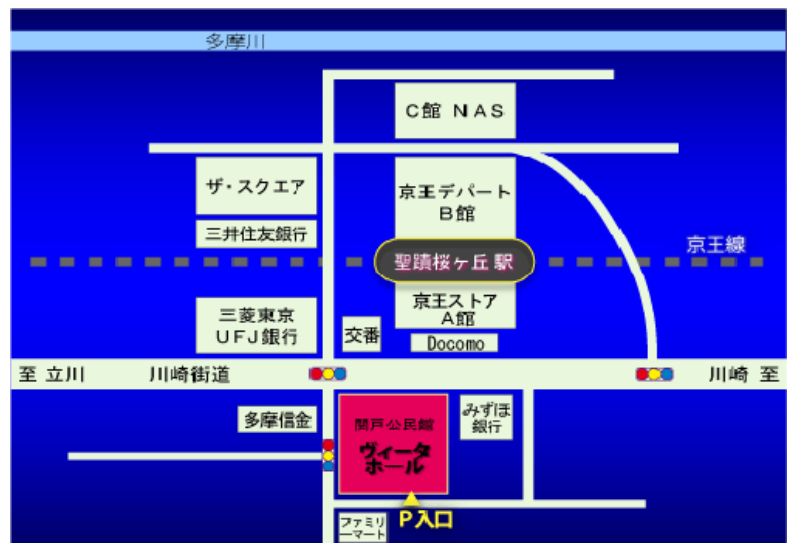 多摩川
C館 NAS
ザ・スクエア
京王デパート
B館
三井住友銀行
京王線
聖蹟桜ヶ丘駅
三菱東京
UFJ銀行
交番
京王ストア
A館
Docomo
至 立川
川崎街道
川崎 至
多摩信金
関戸公民館
ヴィータ
ホール
みずほ
銀行
P入口
ファミリ
ーマート